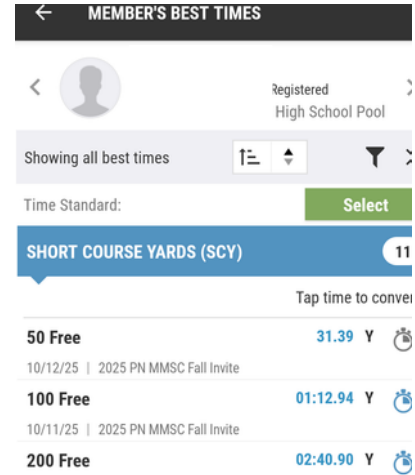 MEMBER'S BEST TIMES
Registered
High School Pool
Showing all best times
Time Standard: Select
SHORT COURSE YARDS (SCY) 11
Tap time to conver
50 Free 31.39 Y
10/12/25 | 2025 PN MMSC Fall Invite
100 Free 01:12.94 Y
10/11/25 | 2025 PN MMSC Fall Invite
200 Free 02:40.90 Y